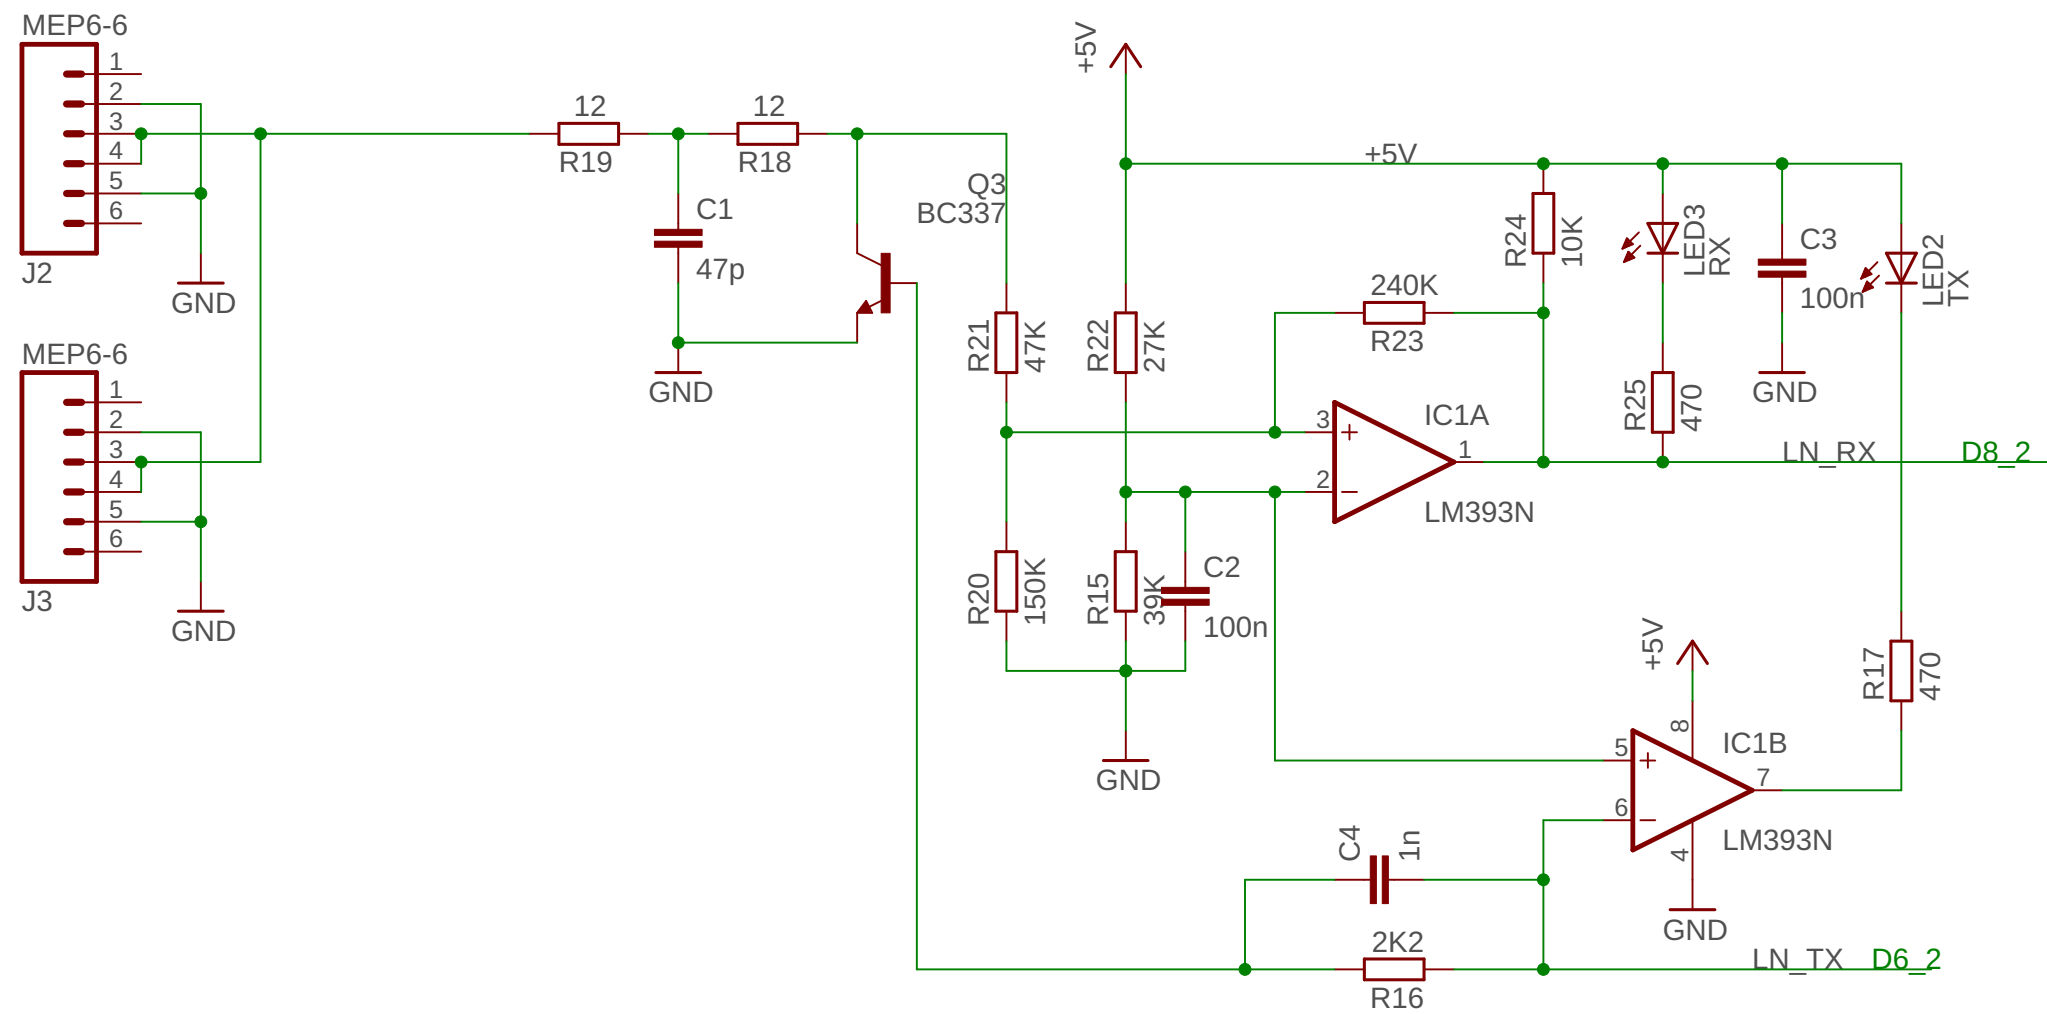 MEP6-6
1
2
3
4
5
6
J2
GND
MEP6-6
1
2
3
4
5
6
J3
GND
12
R19
12
R18
C1
47p
GND
Q3
BC337
+5V
+5V
R21
47K
R22
27K
R20
150K
R15
39K
C2
100n
GND
240K
R23
R24
10K
LED3
RX
C3
100n
GND
LED2
TX
R25
470
3
2
1
IC1A
LM393N
LN_RX
D8_2
+5V
R17
470
5
6
8
4
7
IC1B
LM393N
GND
C4
1n
2K2
R16
LN_TX
D6_2